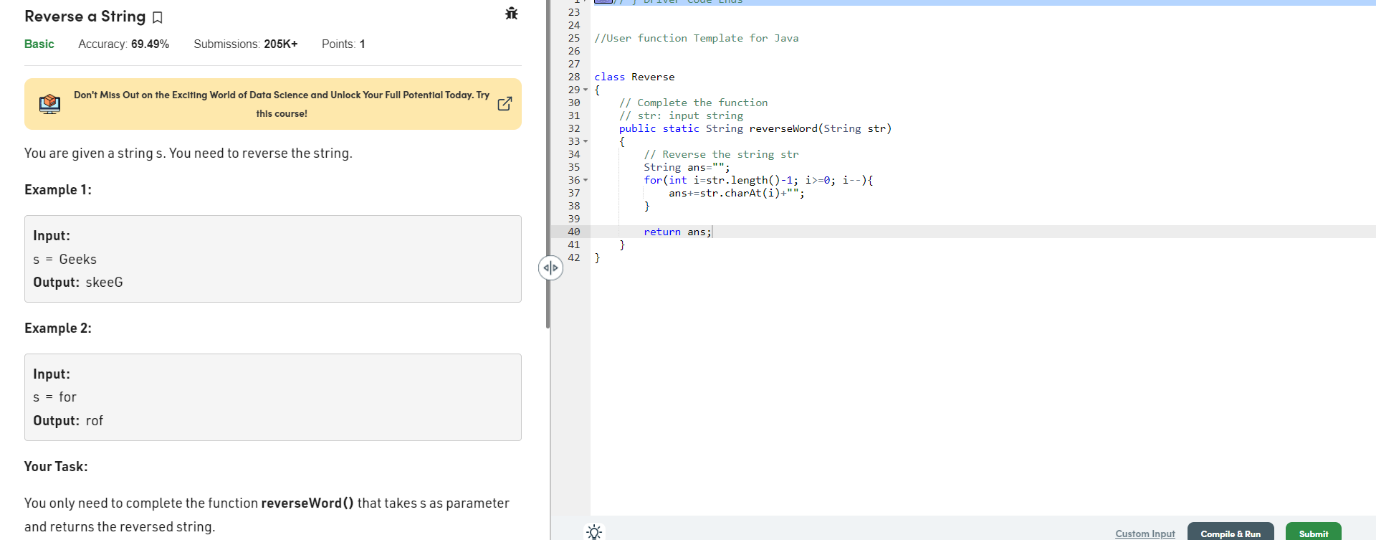 Reverse a String
Basic Accuracy: 69.49% Submissions: 205K+ Points: 1
Don't Miss Out on the Exciting World of Data Science and Unlock Your Full Potential Today. Try
this course!
You are given a string s. You need to reverse the string.
Example 1:
Input:
s = Geeks
Output: skeeG
Example 2:
Input:
s = for
Output: rof
Your Task:
You only need to complete the function reverseWord() that takes s as parameter
and returns the reversed string.
// } Driver Code Ends
23
24
25 //User function Template for Java
26
27
28 class Reverse
29 {
30 // Complete the function
31 // str: input string
32 public static String reverseWord(String str)
33 {
34 // Reverse the string str
35 String ans="";
36 for(int i=str.length()-1; i>=0; i--){
37 ans+=str.charAt(i)+"";
38 }
39
40 return ans;
41 }
42 }
Custom Input Compile & Run Submit